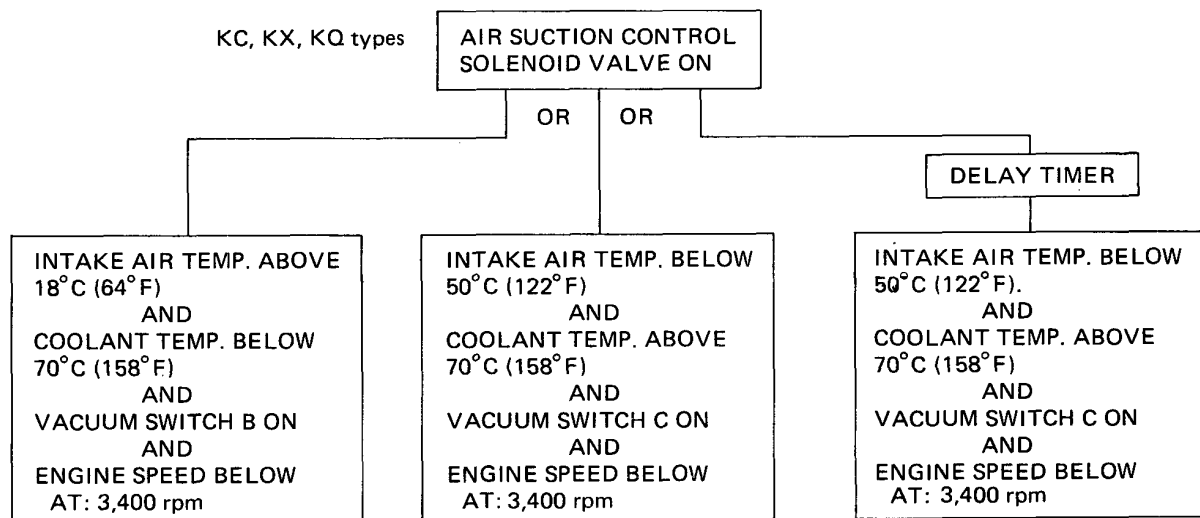 KC, KX, KQ types
AIR SUCTION CONTROL
SOLENOID VALVE ON
OR
OR
DELAY TIMER
INTAKE AIR TEMP. ABOVE
18°C (64°F)
AND
COOLANT TEMP. BELOW
70°C (158°F)
AND
VACUUM SWITCH B ON
AND
ENGINE SPEED BELOW
AT: 3,400 rpm
INTAKE AIR TEMP. BELOW
50°C (122°F)
AND
COOLANT TEMP. ABOVE
70°C (158°F)
AND
VACUUM SWITCH C ON
AND
ENGINE SPEED BELOW
AT: 3,400 rpm
INTAKE AIR TEMP. BELOW
50°C (122°F).
AND
COOLANT TEMP. ABOVE
70°C (158°F)
AND
VACUUM SWITCH C ON
AND
ENGINE SPEED BELOW
AT: 3,400 rpm